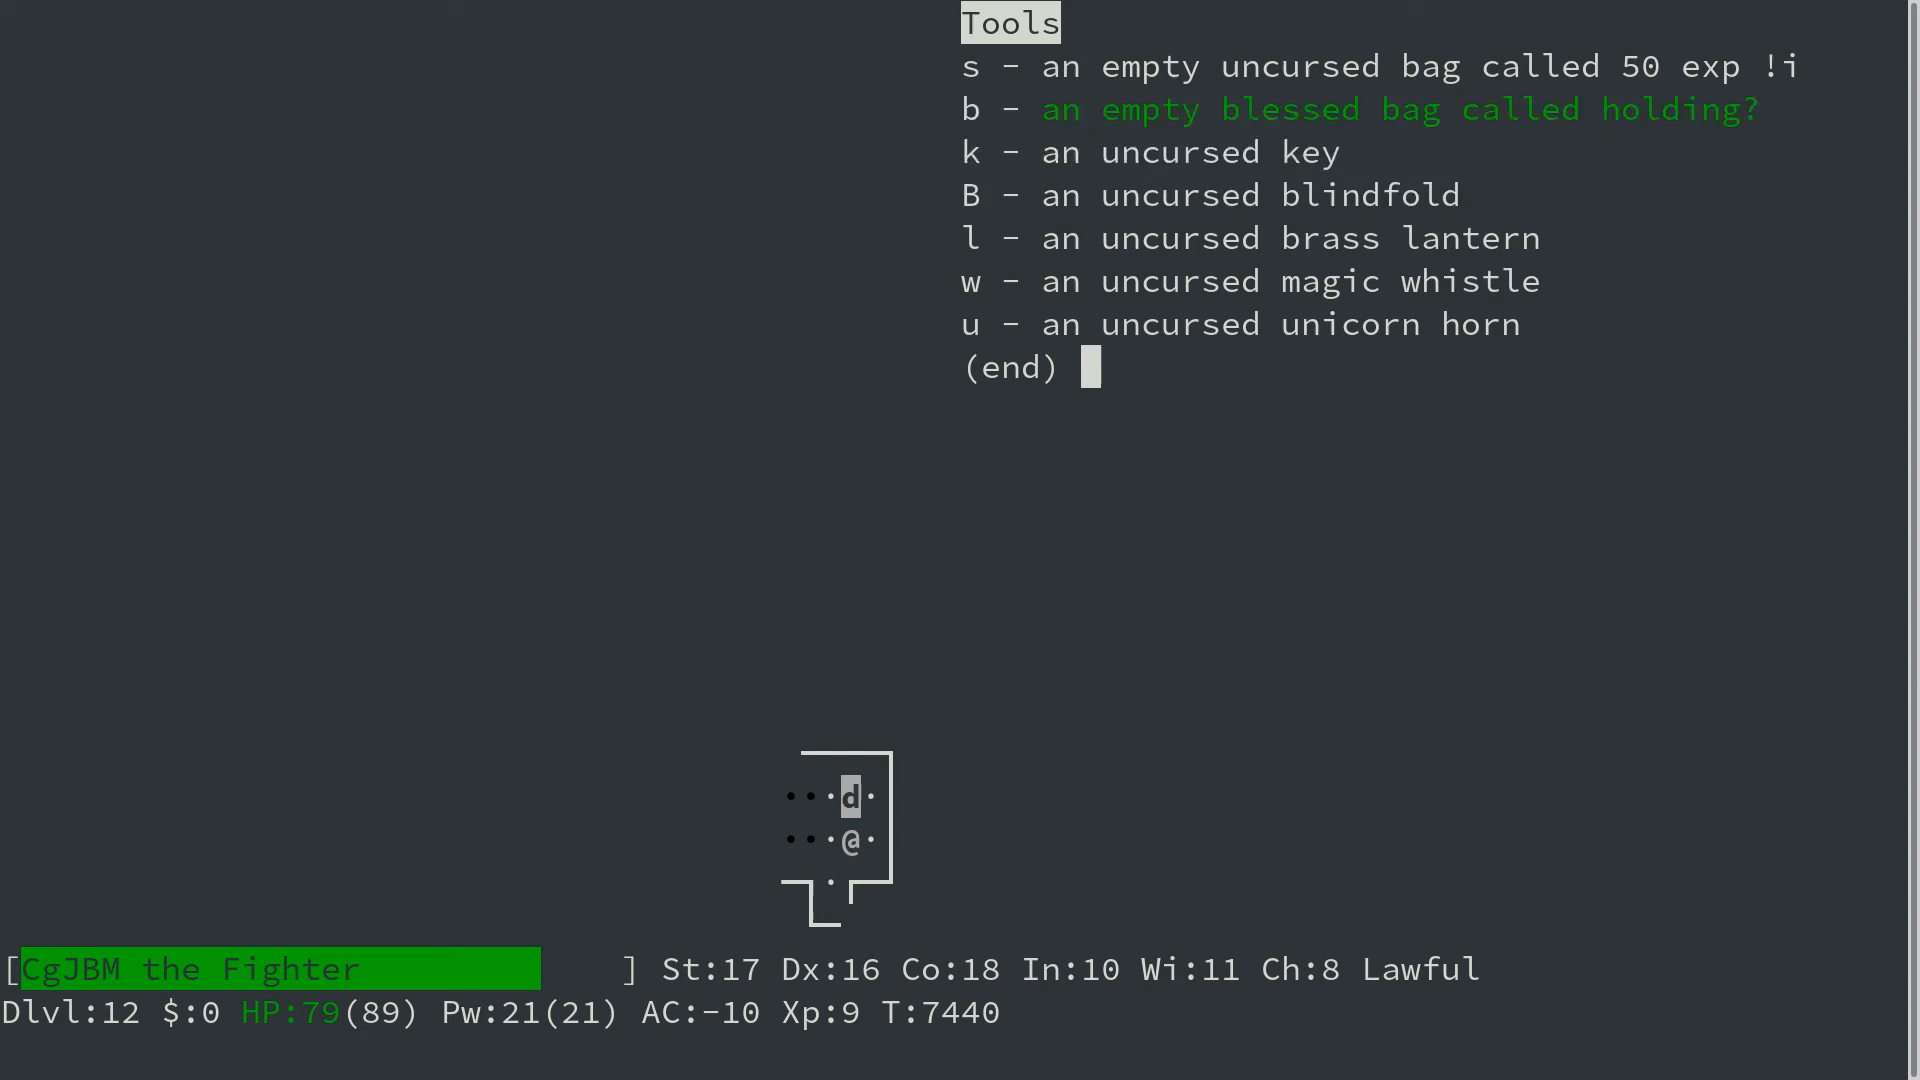 Tools
s - an empty uncursed bag called 50 exp !i
b - an empty blessed bag called holding?
k - an uncursed key
B - an uncursed blindfold
l - an uncursed brass lantern
w - an uncursed magic whistle
u - an uncursed unicorn horn
(end)
··· d ·
··· @ ·
·
[CgJBM the Fighter ] St:17 Dx:16 Co:18 In:10 Wi:11 Ch:8 Lawful
Dlvl:12 $:0 HP:79(89) Pw:21(21) AC:-10 Xp:9 T:7440